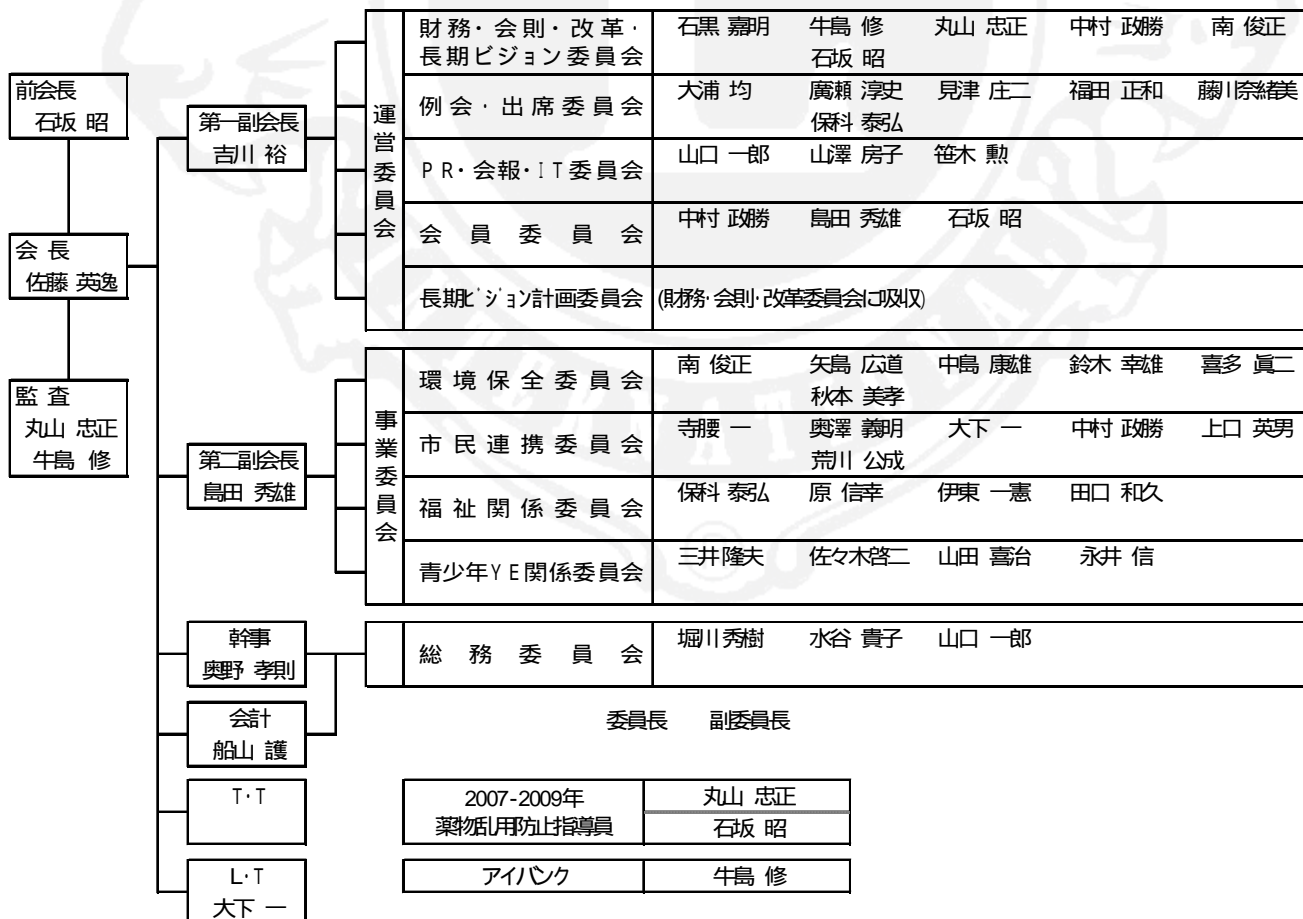 前会長
石坂 昭
会 長
佐藤 英逸
監 査
丸山 忠正
牛島 修
第一副会長
吉川 裕
運営委員会
財務・会則・改革・
長期ビジョン委員会
石黒 嘉明 牛島 修 丸山 忠正 中村 政勝 南 俊正
石坂 昭
例会・出席委員会
大浦 均 廣瀬 淳史 見津 庄二 福田 正和 藤川奈緒美
保科 泰弘
PR・会報・IT委員会
山口 一郎 山澤 房子 笹木 勲
会員委員会
中村 政勝 島田 秀雄 石坂 昭
長期ビジョン計画委員会
(財務・会則・改革委員会に吸収)
第二副会長
島田 秀雄
事業委員会
環境保全委員会
南 俊正 矢島 広道 中島 康雄 鈴木 幸雄 喜多 眞二
秋本 美孝
市民連携委員会
寺腰 一 奥澤 義明 大下 一 中村 政勝 上口 英男
荒川 公成
福祉関係委員会
保科 泰弘 原 信幸 伊東 一憲 田口 和久
青少年YE関係委員会
三井隆夫 佐々木啓二 山田 喜治 永井 信
幹事
奥野 孝則
総務委員会
堀川秀樹 水谷 貴子 山口 一郎
会計
船山 護
委員長 副委員長
T・T
2007-2009年
薬物乱用防止指導員
丸山 忠正
石坂 昭
L・T
大下 一
アイバンク
牛島 修